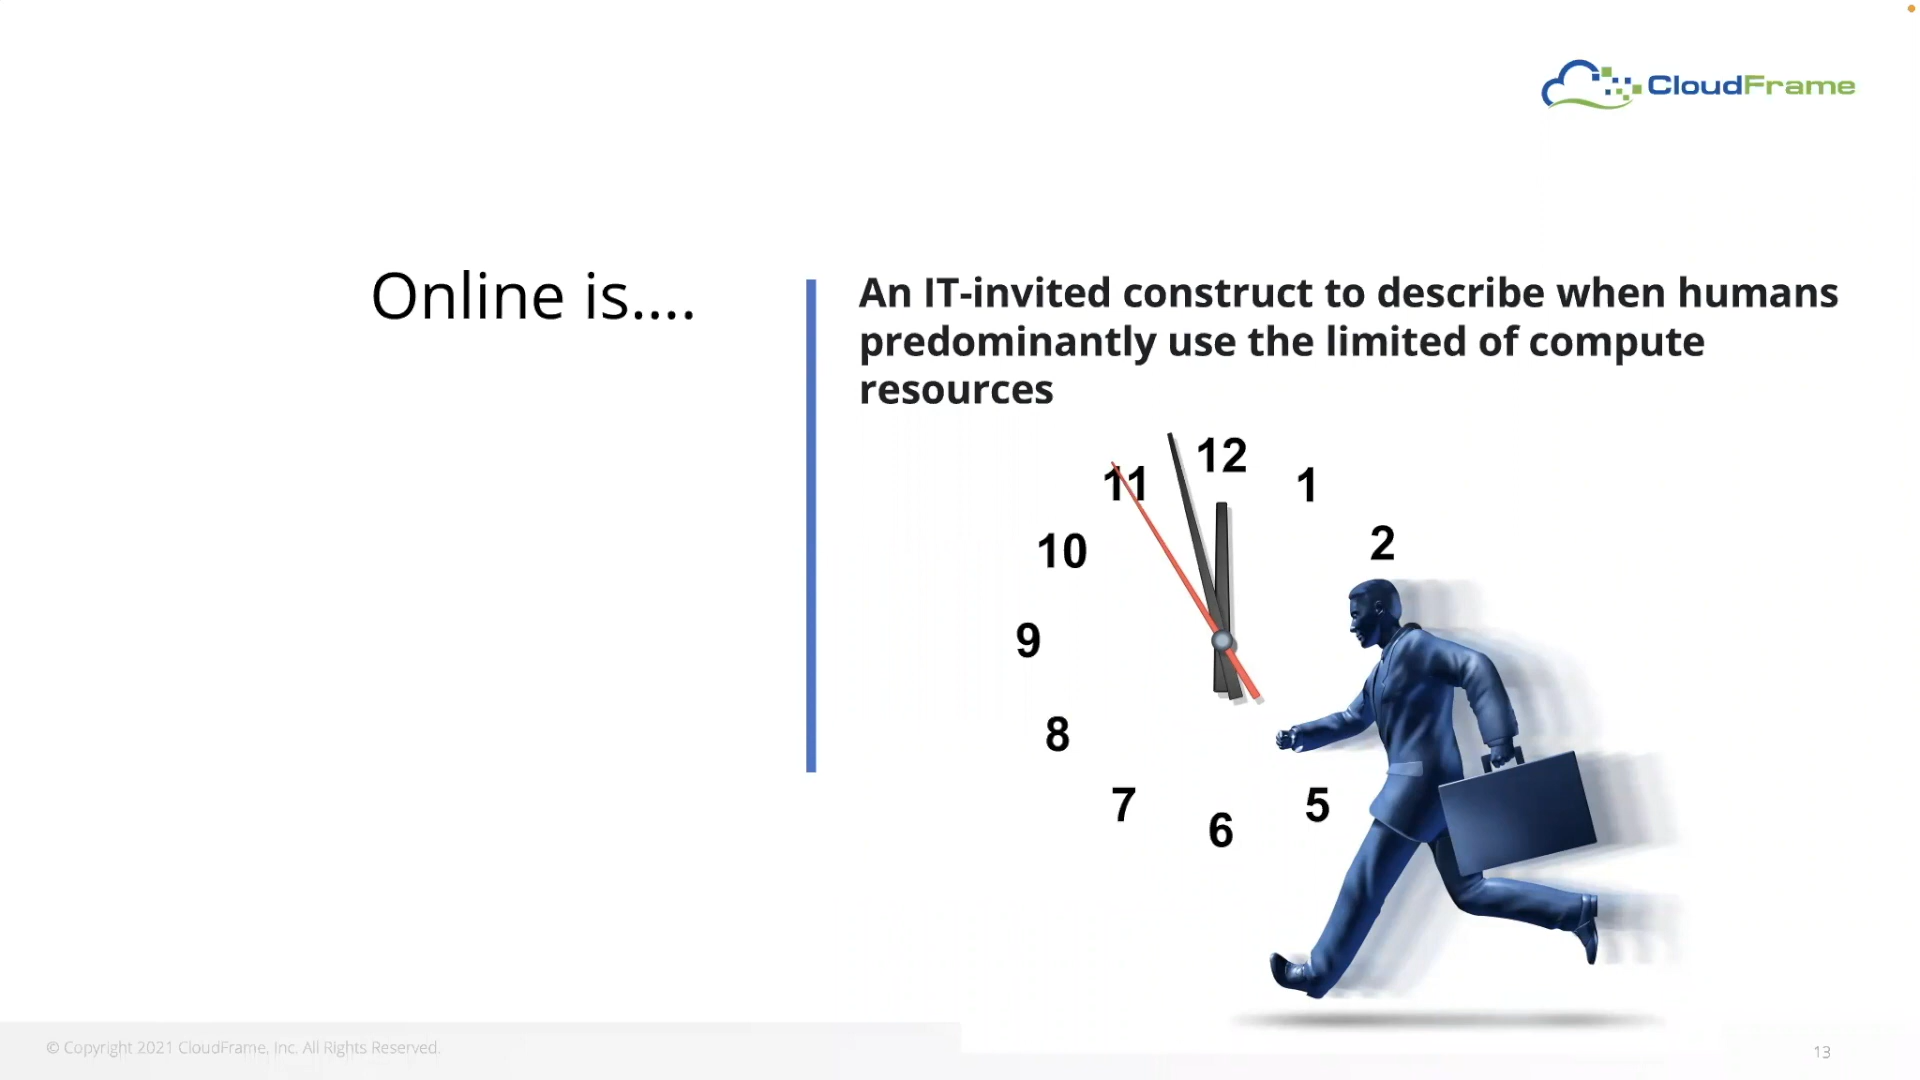 CloudFrame
Online is....
An IT-invited construct to describe when humans
predominantly use the limited of compute
resources
12
11
1
10
2
9
8
7
5
6
© Copyright 2021 CloudFrame, Inc. All Rights Reserved.
13